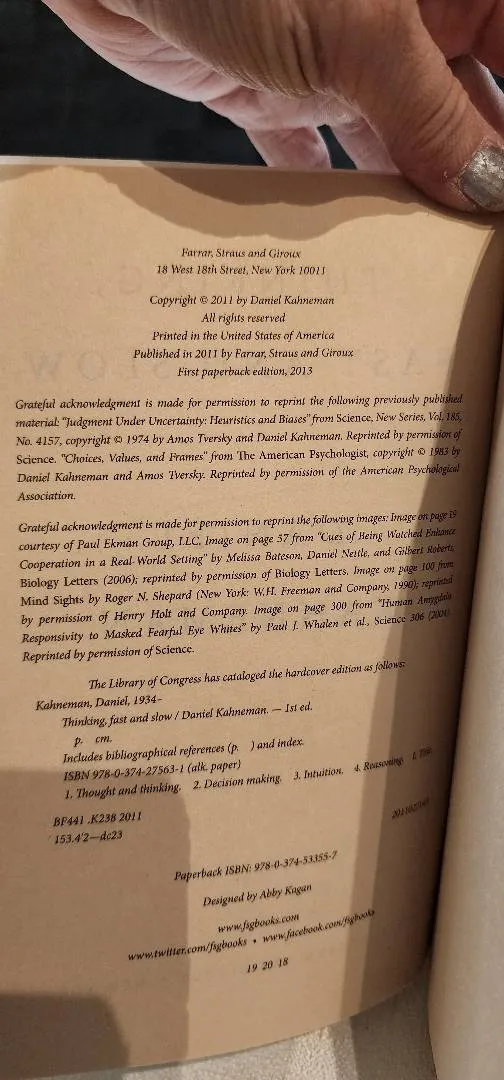 Farrar, Straus and Giroux
18 West 18th Street, New York 10011
Copyright © 2011 by Daniel Kahneman
All rights reserved
Printed in the United States of America
Published in 2011 by Farrar, Straus and Giroux
First paperback edition, 2013
Grateful acknowledgment is made for permission to reprint the following previously published
material: "Judgment Under Uncertainty: Heuristics and Biases" from Science, New Series, Vol. 185,
No. 4157, copyright © 1974 by Amos Tversky and Daniel Kahneman. Reprinted by permission of
Science. "Choices, Values, and Frames" from The American Psychologist, copyright © 1983 by
Daniel Kahneman and Amos Tversky. Reprinted by permission of the American Psychological
Association.
Grateful acknowledgment is made for permission to reprint the following images: Image on page 19
courtesy of Paul Ekman Group, LLC. Image on page 57 from "Cues of Being Watched Enhance
Cooperation in a Real-World Setting" by Melissa Bateson, Daniel Nettle, and Gilbert Roberts,
Biology Letters (2006); reprinted by permission of Biology Letters. Image on page 100 from
Mind Sights by Roger N. Shepard (New York: W.H. Freeman and Company, 1990); reprinted
by permission of Henry Holt and Company. Image on page 300 from "Human Amygdala
Responsivity to Masked Fearful Eye Whites" by Paul J. Whalen et al., Science 306 (2004).
Reprinted by permission of Science.
The Library of Congress has cataloged the hardcover edition as follows:
Kahneman, Daniel, 1934–
Thinking, fast and slow / Daniel Kahneman. — 1st ed.
p. cm.
Includes bibliographical references (p. ) and index.
ISBN 978-0-374-27563-1 (alk. paper)
1. Thought and thinking. 2. Decision making. 3. Intuition. 4. Reasoning. I. Title.
BF441 .K238 2011
153.4'2—dc23
Paperback ISBN: 978-0-374-53355-7
Designed by Abby Kagan
www.fsgbooks.com
www.twitter.com/fsgbooks • www.facebook.com/fsgbooks
19 20 18